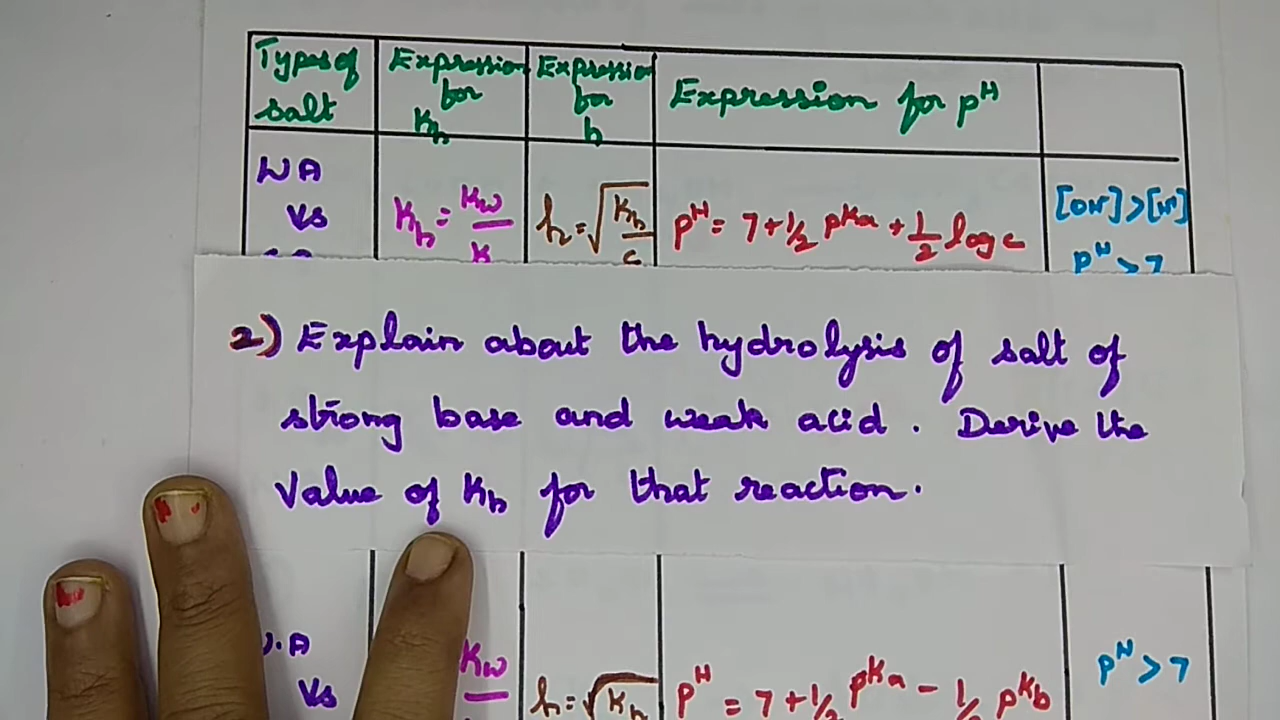 Types of salt
Expression for Kh
Expression for h
Expression for pH
WA
Vs
Kh = Kw
K
h = √Kh
c
pH = 7 + 1/2 pKa + 1/2 log c
[OH-] > [H+]
pH > 7
2) Explain about the hydrolysis of salt of
strong base and weak acid. Derive the
Value of Kh for that reaction.
W.A
Vs
Kw
h = √Kh
pH = 7 + 1/2 pKa - 1/2 pKb
pH > 7